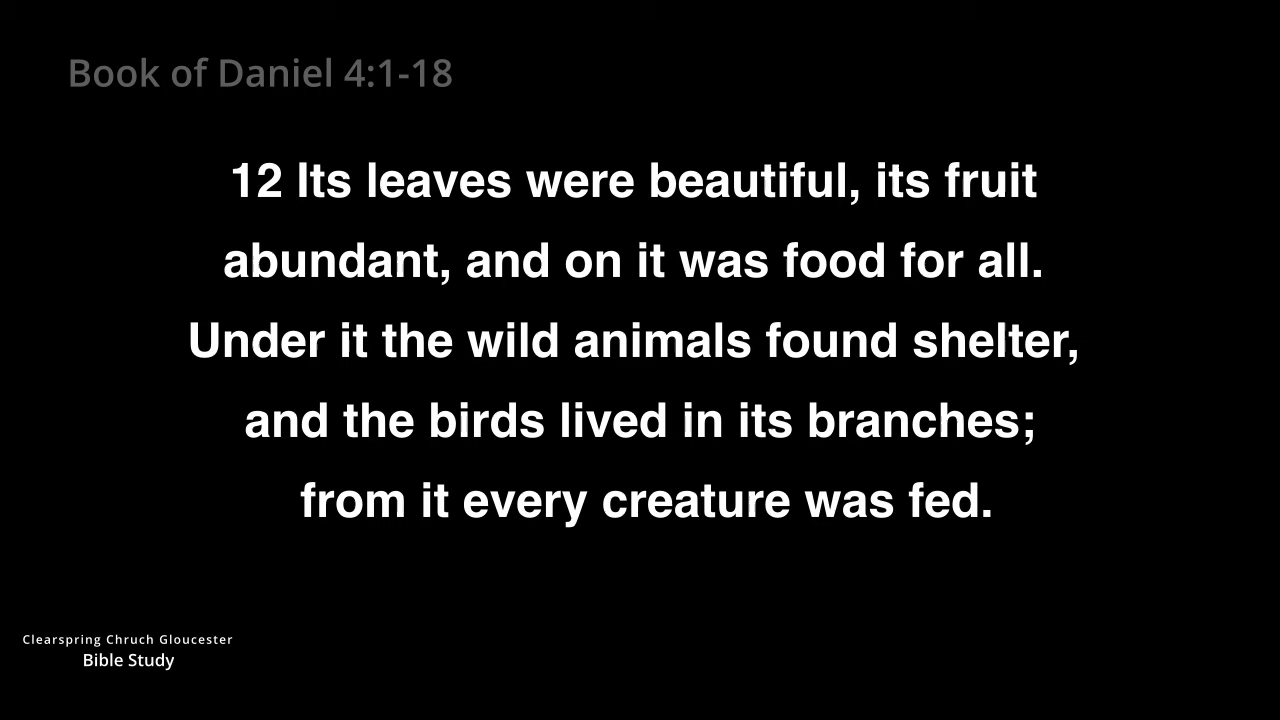 Book of Daniel 4:1-18
12 Its leaves were beautiful, its fruit
abundant, and on it was food for all.
Under it the wild animals found shelter,
and the birds lived in its branches;
from it every creature was fed.
Clearspring Chruch Gloucester
Bible Study